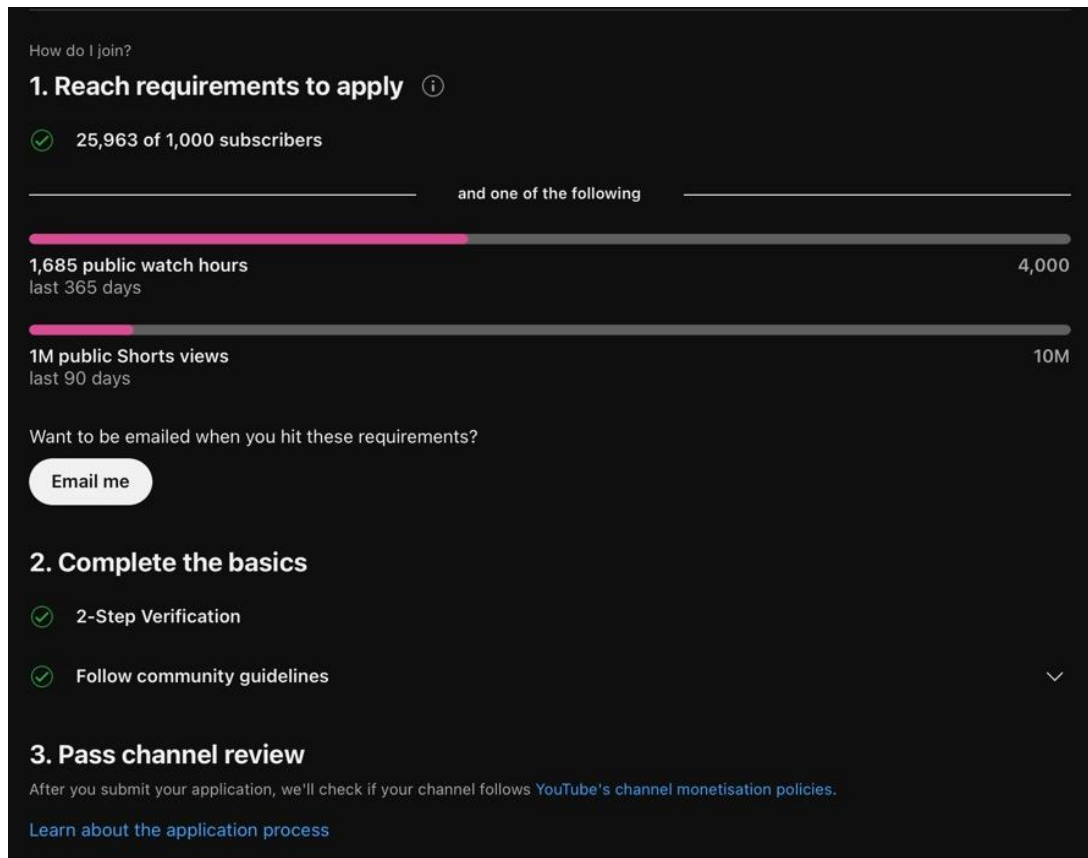 How do I join?
1. Reach requirements to apply
25,963 of 1,000 subscribers
and one of the following
1,685 public watch hours 4,000
last 365 days
1M public Shorts views 10M
last 90 days
Want to be emailed when you hit these requirements?
Email me
2. Complete the basics
2-Step Verification
Follow community guidelines
3. Pass channel review
After you submit your application, we'll check if your channel follows YouTube's channel monetisation policies.
Learn about the application process